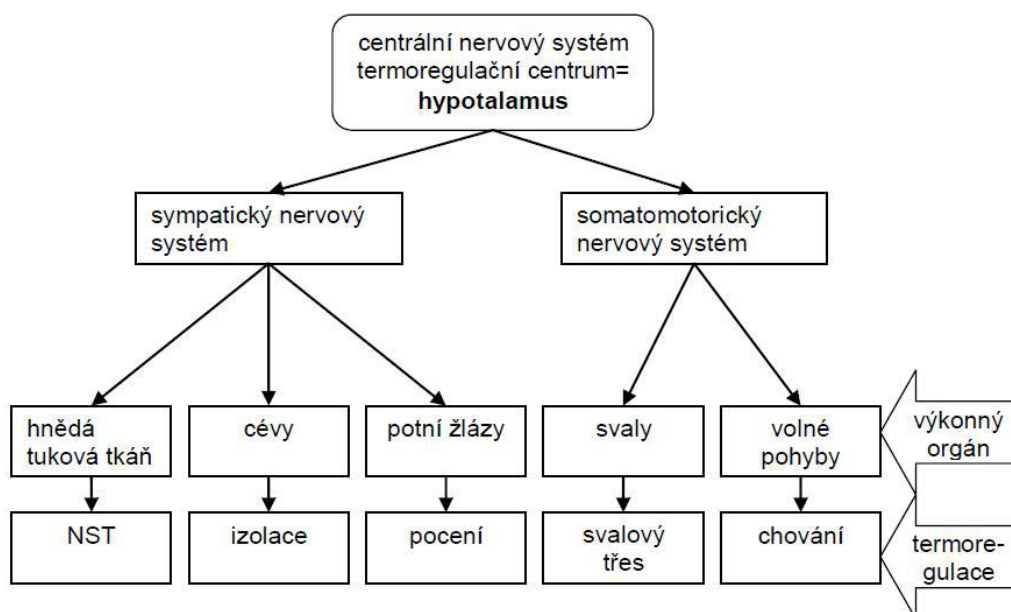 centrální nervový systém
termoregulační centrum=
hypotalamus
sympatický nervový
systém
somatomotorický
nervový systém
hnědá
tuková tkáň
cévy
potní žlázy
svaly
volné
pohyby
výkonný
orgán
NST
izolace
pocení
svalový
třes
chování
termore-
gulace